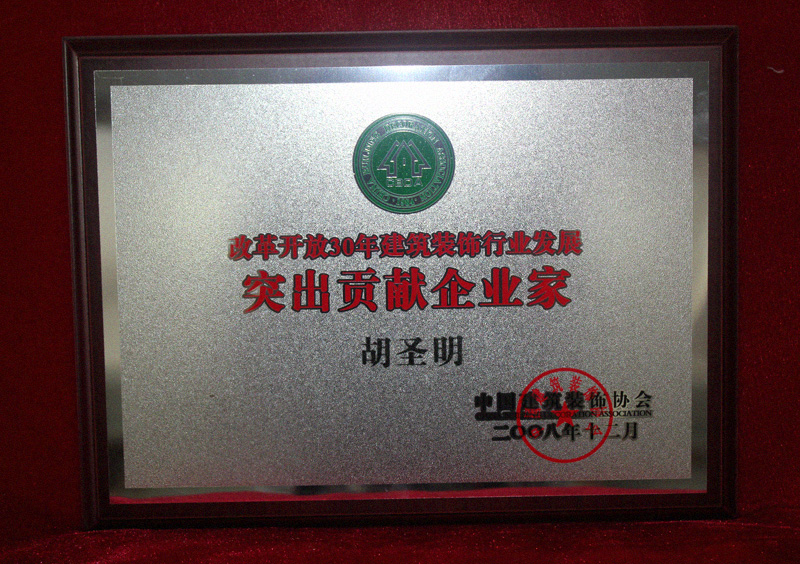 改革开放30年建筑装饰行业发展
突出贡献企业家
胡圣明
中国建筑装饰协会
二〇〇八年十二月